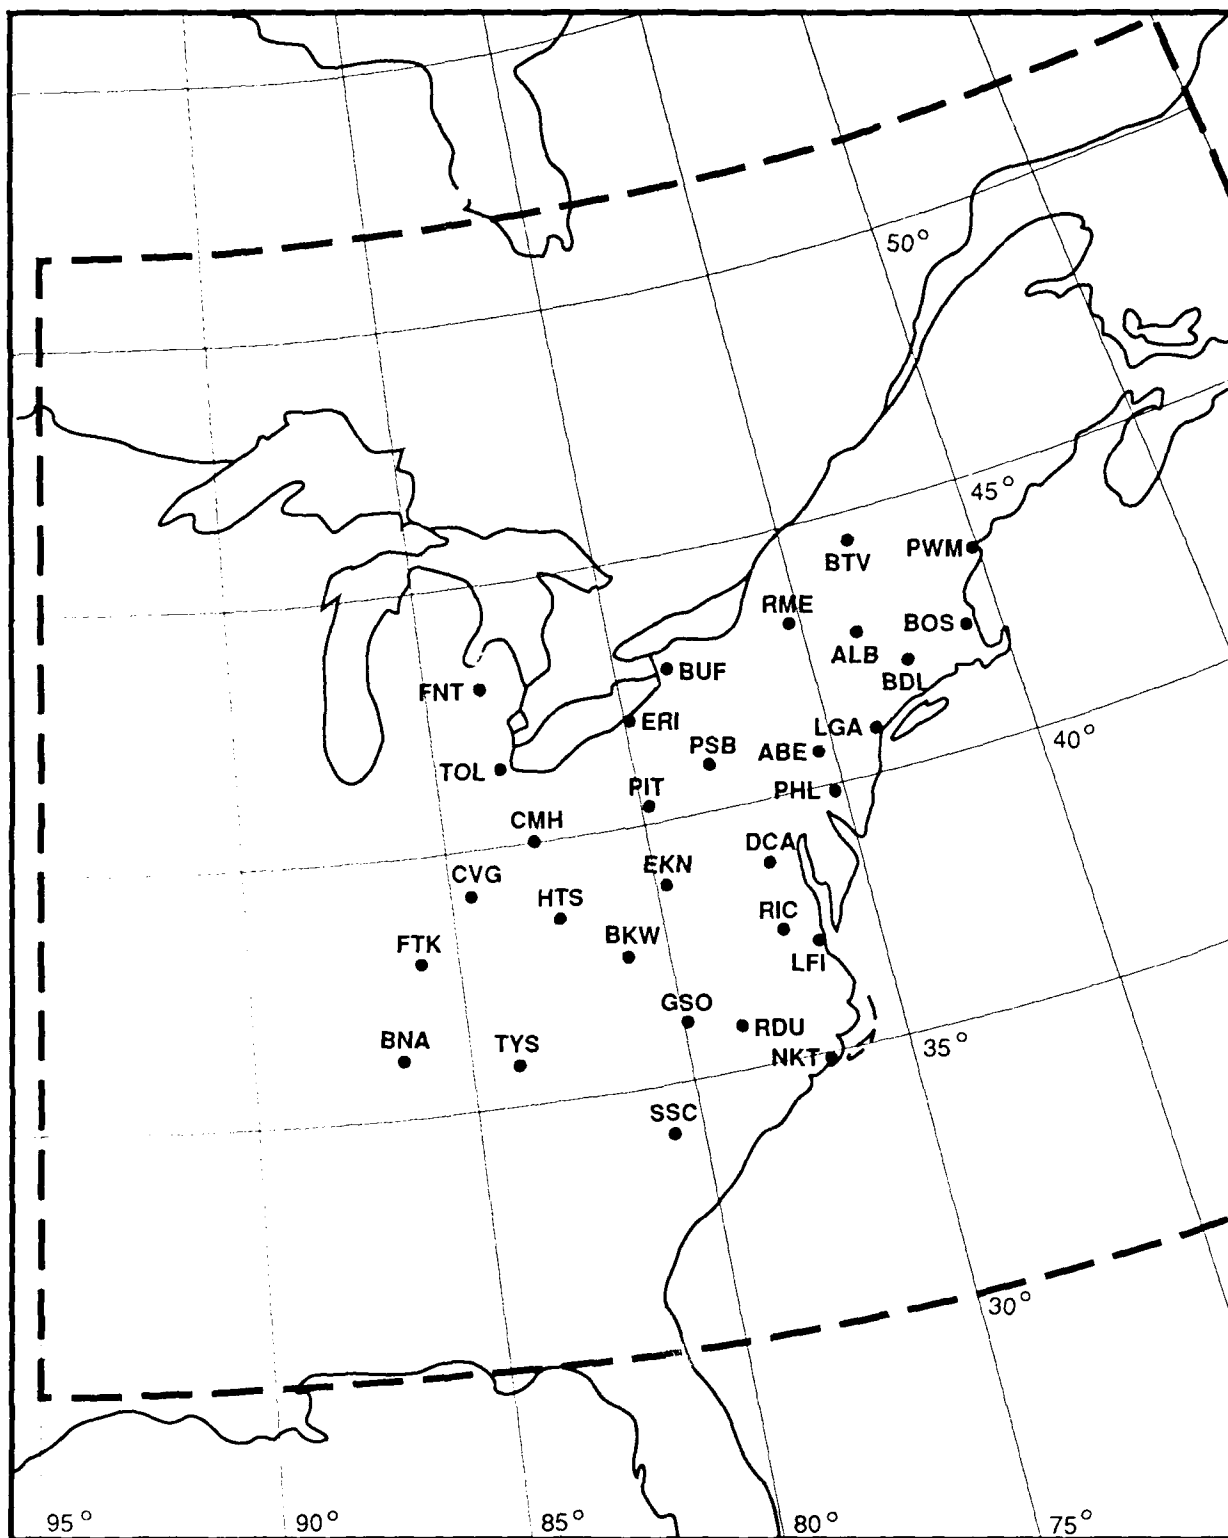 50°
45°
BTV
PWM
RME
BOS
ALB
BDL
BUF
FNT
ERI
LGA
40°
PSB
ABE
TOL
PIT
PHL
CMH
DCA
EKN
CVG
HTS
RIC
BKW
FTK
LFI
GSO
RDU
BNA
TYS
NKT
35°
SSC
30°
95° 90° 85° 80° 75°